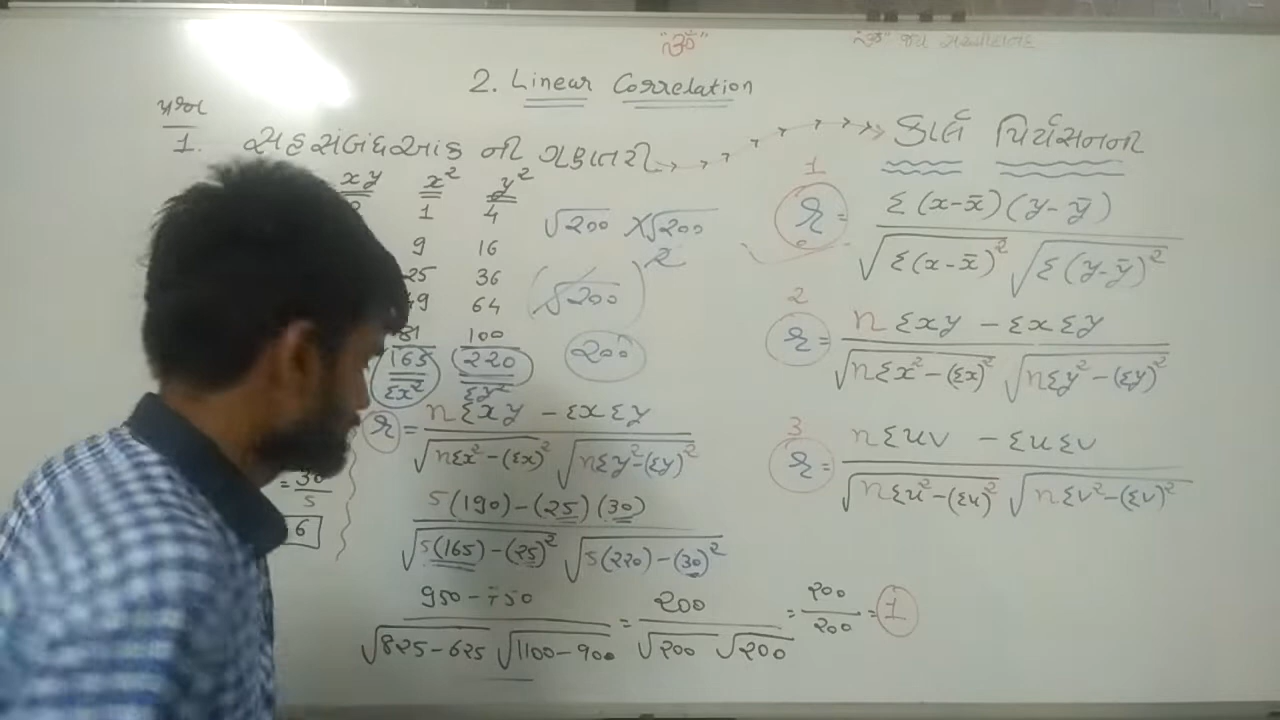 "ૐ"
"ૐ" જય
2. Linear Correlation
પ્રશ્ન
1. સહસંબંધઆંક ની ગણતરી
કાર્લ પિર્યસનની
xy x² y²
1 4
9 16
25 36
49 64
81 100
165 220
Σx² Σy²
√200 × √200
(√200)²
200
1
r = Σ(x-x̄)(y-ȳ) / √Σ(x-x̄)² √Σ(y-ȳ)²
2
r = nΣxy - ΣxΣy / √nΣx²-(Σx)² √nΣy²-(Σy)²
3
r = nΣuv - ΣuΣv / √nΣu²-(Σu)² √nΣv²-(Σv)²
= 30 / 5
6
r = nΣxy - ΣxΣy / √nΣx²-(Σx)² √nΣy²-(Σy)²
5(190)-(25)(30) / √5(165)-(25)² √5(220)-(30)²
950-750 / √825-625 √1100-900 = 200 / √200 √200 = 200 / 200 = 1